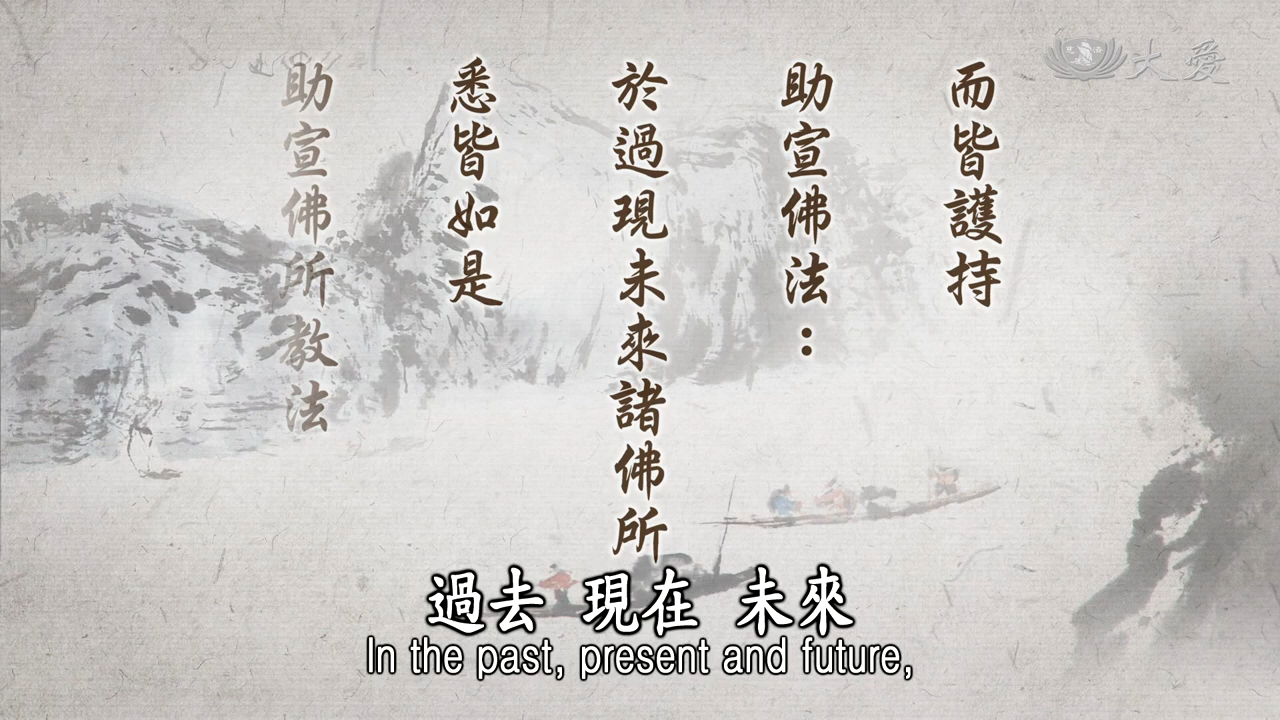 大愛
而皆護持
助宣佛法：
於過現未來諸佛所
悉皆如是
助宣佛所教法
過去 現在 未來
In the past, present and future,